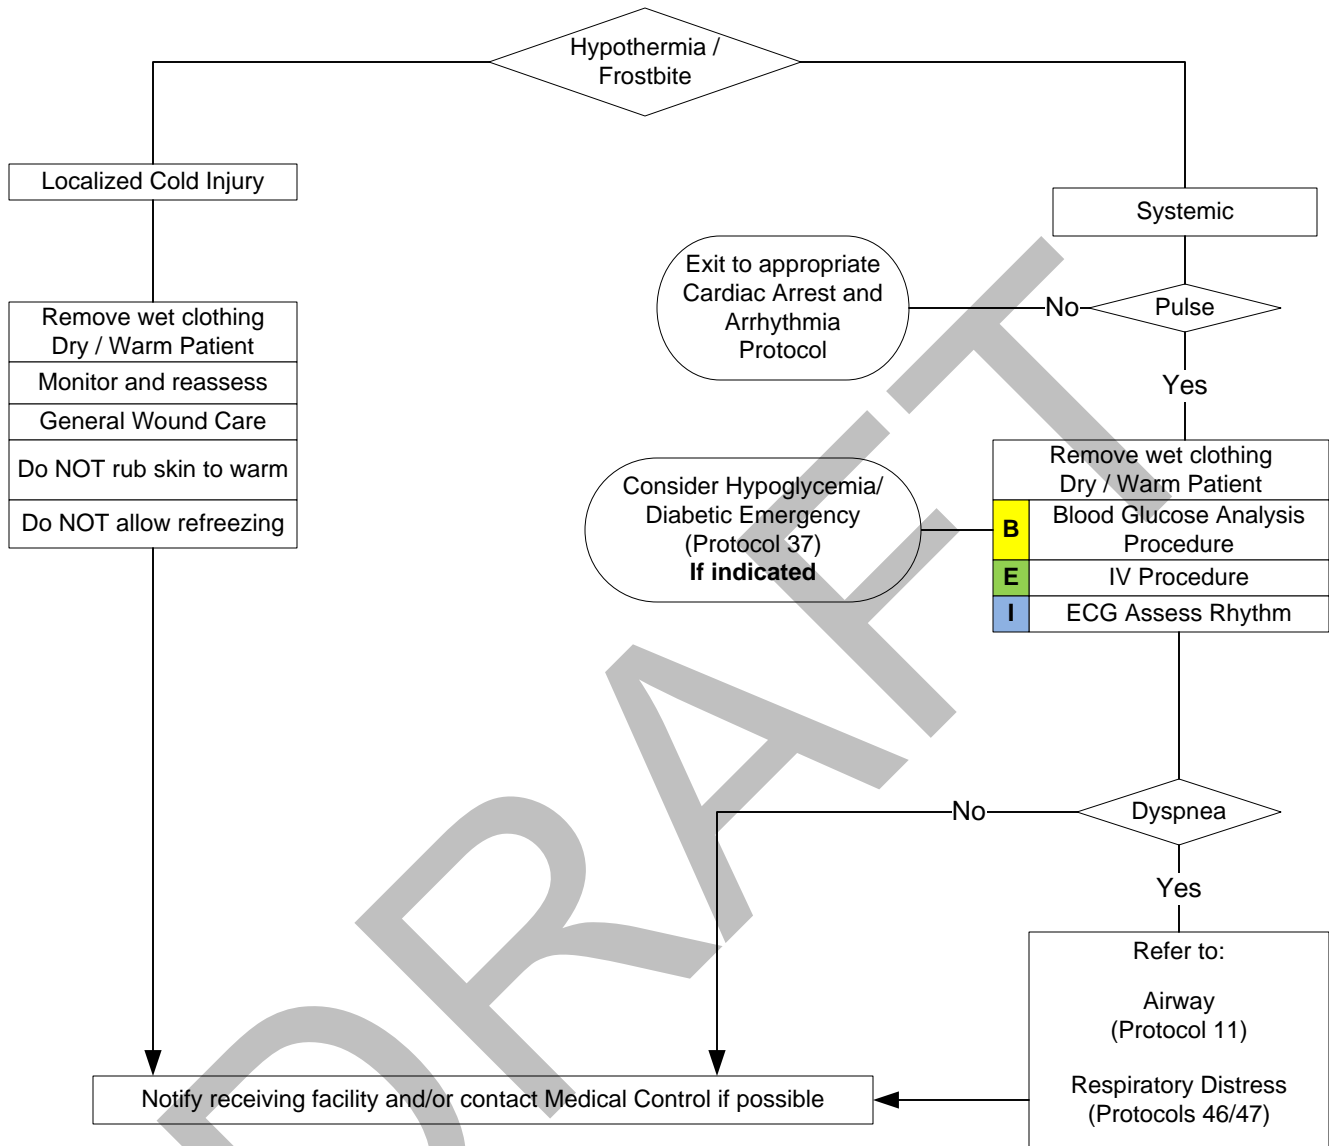 Hypothermia /
Frostbite
Localized Cold Injury
Remove wet clothing
Dry / Warm Patient
Monitor and reassess
General Wound Care
Do NOT rub skin to warm
Do NOT allow refreezing
Systemic
Pulse
No
Exit to appropriate
Cardiac Arrest and
Arrhythmia
Protocol
Yes
Remove wet clothing
Dry / Warm Patient
B Blood Glucose Analysis
Procedure
E IV Procedure
I ECG Assess Rhythm
Consider Hypoglycemia/
Diabetic Emergency
(Protocol 37)
If indicated
Dyspnea
No
Yes
Refer to:
Airway
(Protocol 11)
Respiratory Distress
(Protocols 46/47)
Notify receiving facility and/or contact Medical Control if possible
DRAFT